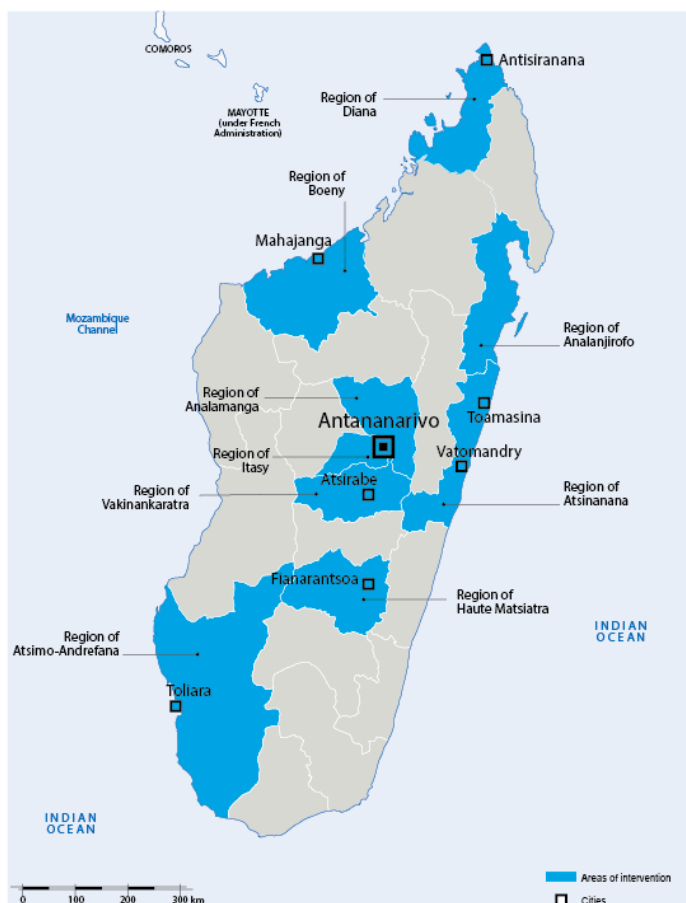 COMOROS
Antisiranana
MAYOTTE
(under French
Administration)
Region of
Diana
Region of
Boeny
Mahajanga
Mozambique
Channel
Region of
Analanjirofo
Region of
Analamanga
Toamasina
Antananarivo
Vatomandry
Region of
Itasy
Atsirabe
Region of
Vakinankaratra
Region of
Atsinanana
Fianarantsoa
Region of
Haute Matsiatra
INDIAN
OCEAN
Region of
Atsimo-Andrefana
Toliara
INDIAN
OCEAN
Areas of intervention
0 100 200 300 km
Cities